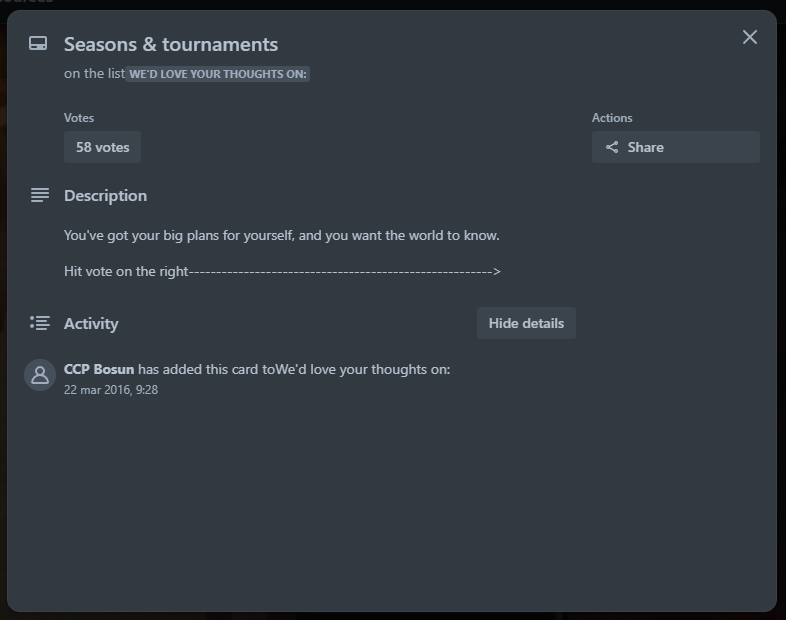 Seasons & tournaments
on the list WE'D LOVE YOUR THOUGHTS ON:
Votes
58 votes
Actions
Share
Description
You've got your big plans for yourself, and you want the world to know.
Hit vote on the right-------------------------------------------------------->
Activity
Hide details
CCP Bosun has added this card toWe'd love your thoughts on:
22 mar 2016, 9:28